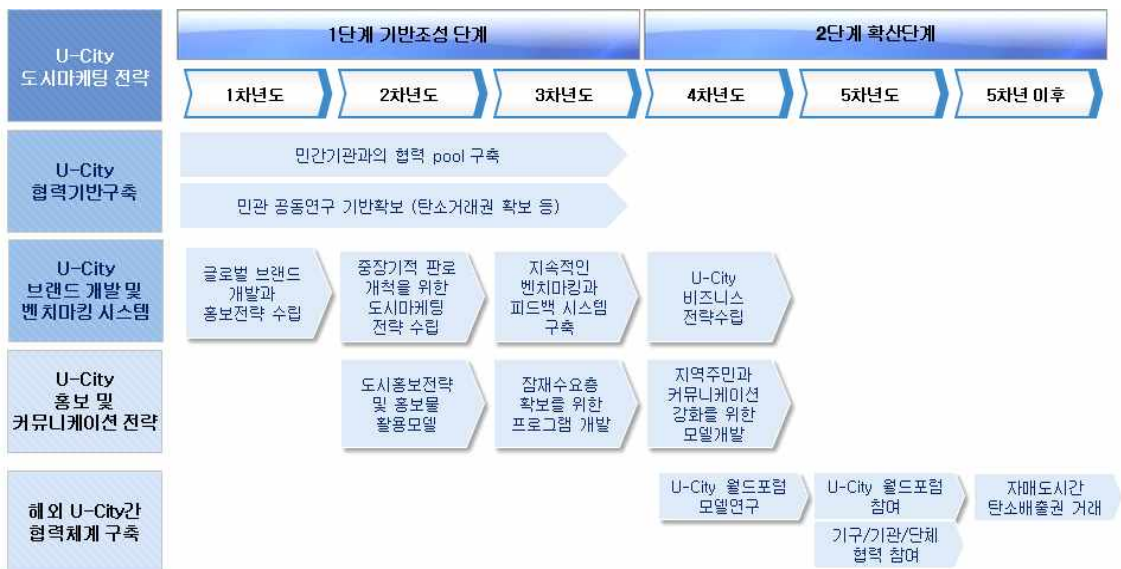 U-City
도시마케팅 전략
1단계 기반조성 단계
2단계 확산단계
1차년도
2차년도
3차년도
4차년도
5차년도
5차년 이후
U-City
협력기반구축
민간기관과의 협력 pool 구축
민관 공동연구 기반확보 (탄소거래권 확보 등)
U-City
브랜드 개발 및
벤치마킹 시스템
글로벌 브랜드
개발과
홍보전략 수립
중장기적 판로
개척을 위한
도시마케팅
전략 수립
지속적인
벤치마킹과
피드백 시스템
구축
U-City
비즈니스
전략수립
U-City
홍보 및
커뮤니케이션 전략
도시홍보전략
및 홍보물
활용모델
잠재수요층
확보를 위한
프로그램 개발
지역주민과
커뮤니케이션
강화를 위한
모델개발
해외 U-City간
협력체계 구축
U-City 월드포럼
모델연구
U-City 월드포럼
참여
자매도시간
탄소배출권 거래
기구/기관/단체
협력 참여